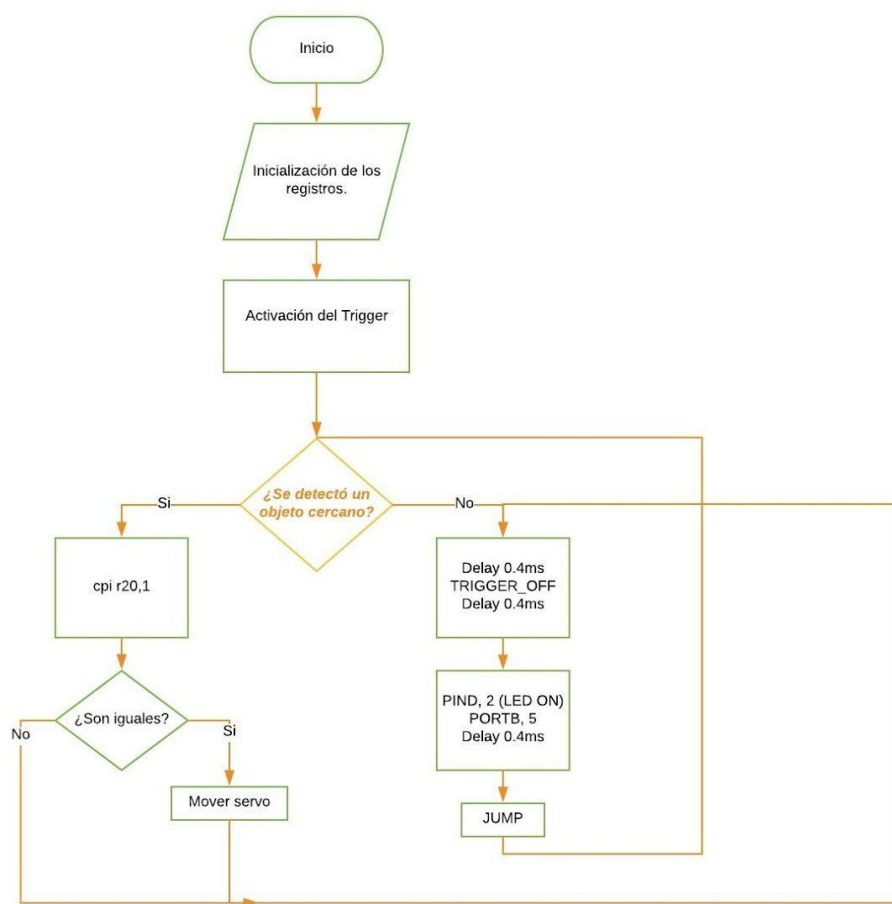 Inicio
Inicialización de los
registros.
Activación del Trigger
¿Se detectó un
objeto cercano?
Si
No
cpi r20,1
Delay 0.4ms
TRIGGER_OFF
Delay 0.4ms
¿Son iguales?
No
Si
PIND, 2 (LED ON)
PORTB, 5
Delay 0.4ms
Mover servo
JUMP